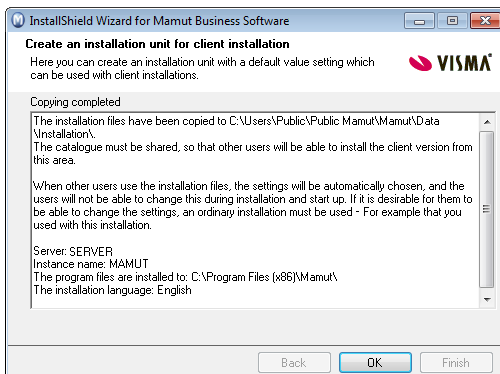 InstallShield Wizard for Mamut Business Software
Create an installation unit for client installation
Here you can create an installation unit with a default value setting which
can be used with client installations.
VISMA
Copying completed
The installation files have been copied to C:\Users\Public\Public Mamut\Mamut\Data
\Installation\.
The catalogue must be shared, so that other users will be able to install the client version from
this area.
When other users use the installation files, the settings will be automatically chosen, and the
users will not be able to change this during installation and start up. If it is desirable for them to
be able to change the settings, an ordinary installation must be used - For example that you
used with this installation.
Server: SERVER
Instance name: MAMUT
The program files are installed to: C:\Program Files (x86)\Mamut\
The installation language: English
Back
OK
Finish